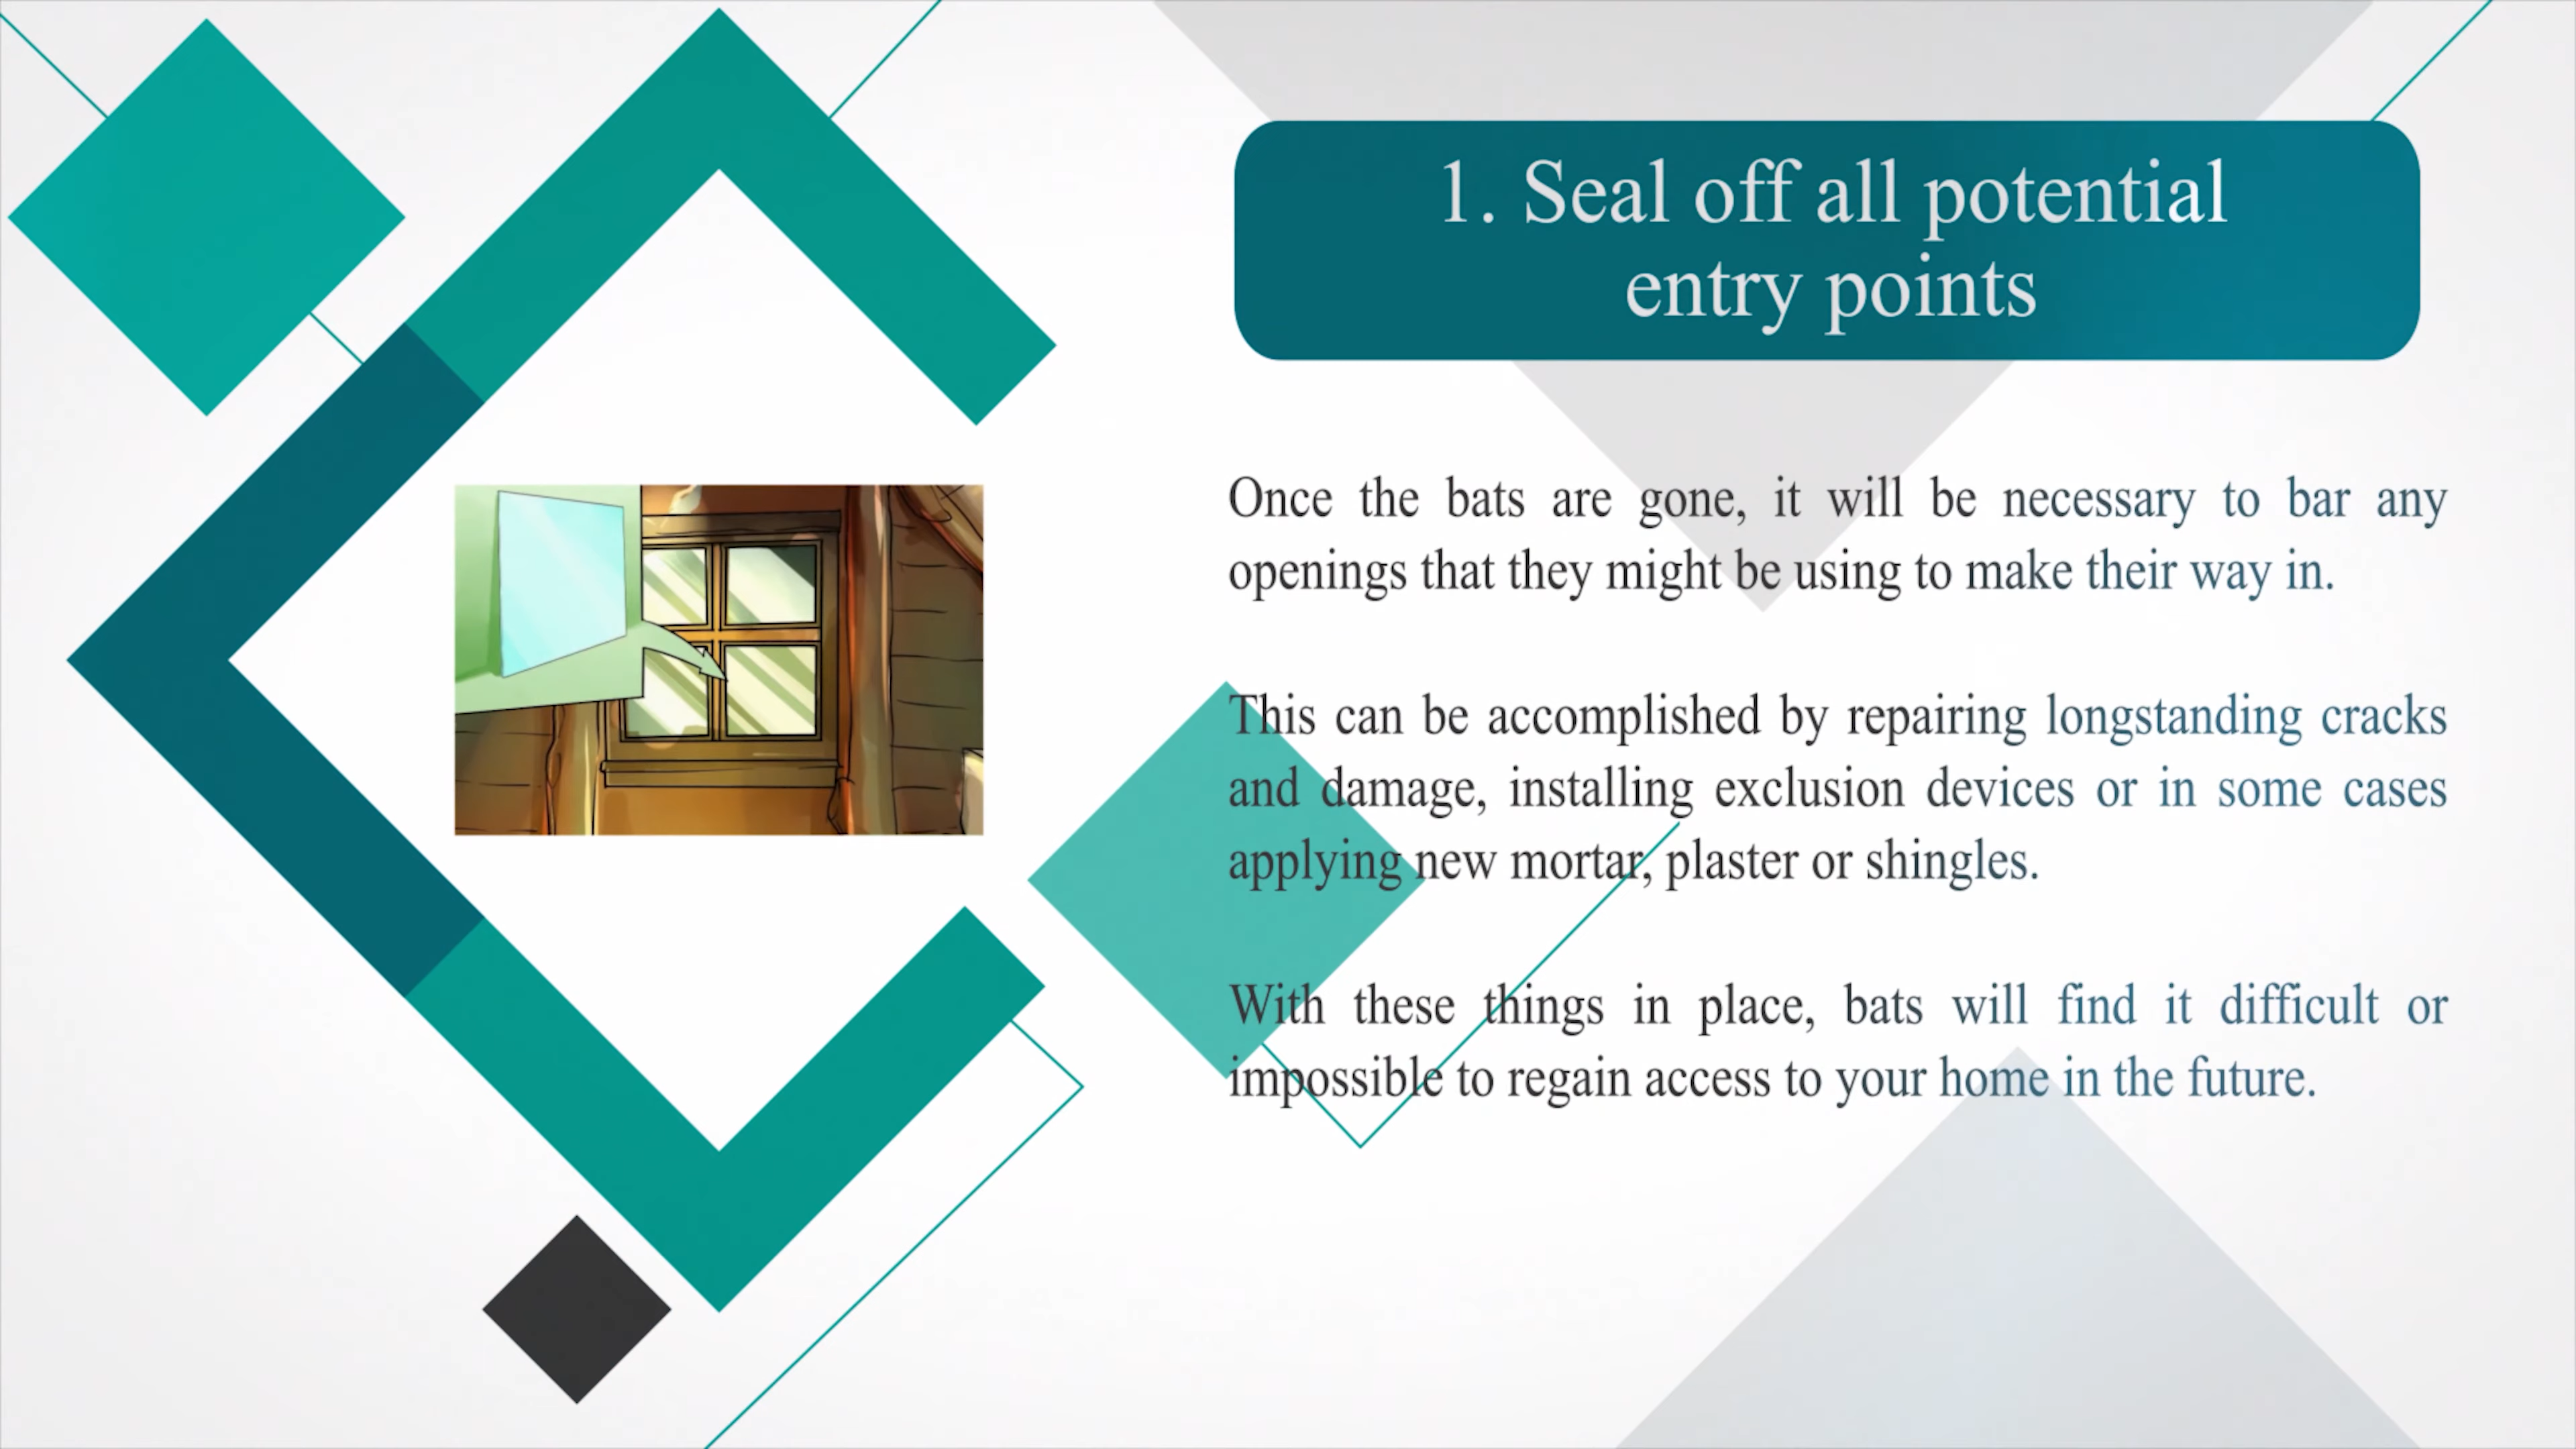 1. Seal off all potential
entry points
Once the bats are gone, it will be necessary to bar any
openings that they might be using to make their way in.
This can be accomplished by repairing longstanding cracks
and damage, installing exclusion devices or in some cases
applying new mortar, plaster or shingles.
With these things in place, bats will find it difficult or
impossible to regain access to your home in the future.